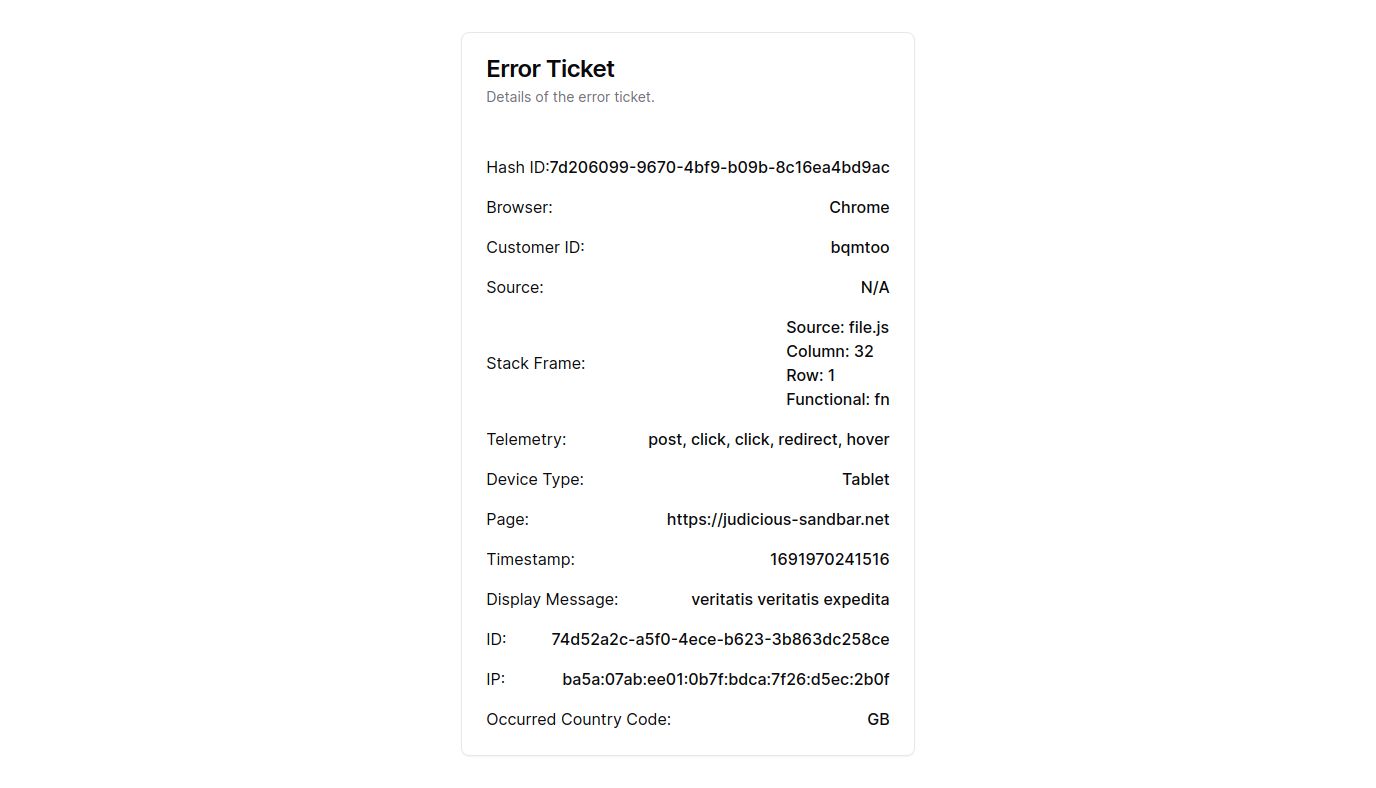 Error Ticket
Details of the error ticket.
Hash ID:7d206099-9670-4bf9-b09b-8c16ea4bd9ac
Browser: Chrome
Customer ID: bqmtoo
Source: N/A
Stack Frame:
Source: file.js
Column: 32
Row: 1
Functional: fn
Telemetry: post, click, click, redirect, hover
Device Type: Tablet
Page: https://judicious-sandbar.net
Timestamp: 1691970241516
Display Message: veritatis veritatis expedita
ID: 74d52a2c-a5f0-4ece-b623-3b863dc258ce
IP: ba5a:07ab:ee01:0b7f:bdca:7f26:d5ec:2b0f
Occurred Country Code: GB